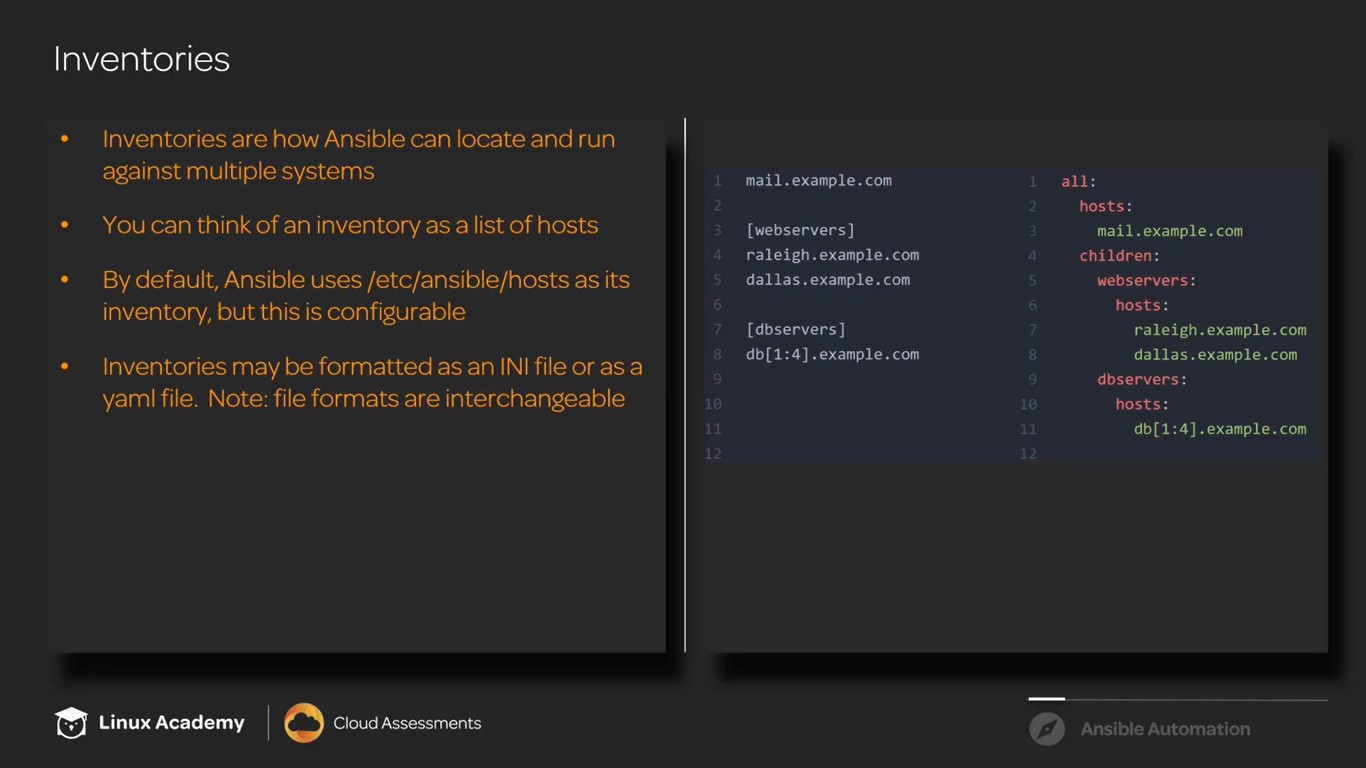 Inventories
• Inventories are how Ansible can locate and run
against multiple systems
• You can think of an inventory as a list of hosts
• By default, Ansible uses /etc/ansible/hosts as its
inventory, but this is configurable
• Inventories may be formatted as an INI file or as a
yaml file.  Note: file formats are interchangeable
1 mail.example.com
2
3 [webservers]
4 raleigh.example.com
5 dallas.example.com
6
7 [dbservers]
8 db[1:4].example.com
9
10
11
12
1 all:
2   hosts:
3     mail.example.com
4   children:
5     webservers:
6       hosts:
7         raleigh.example.com
8         dallas.example.com
9     dbservers:
10       hosts:
11         db[1:4].example.com
12
Linux Academy
Cloud Assessments
Ansible Automation